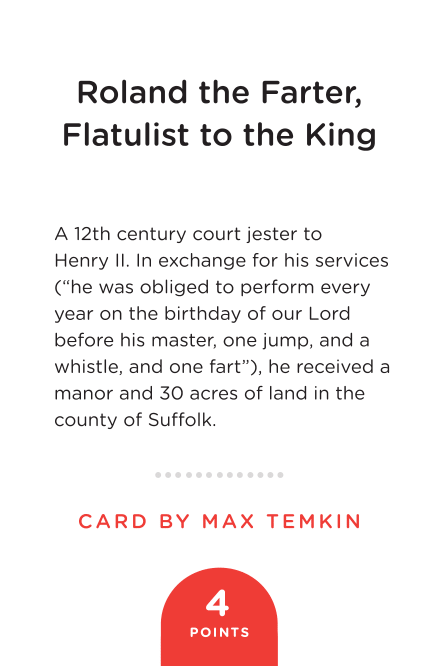 Roland the Farter,
Flatulist to the King
A 12th century court jester to
Henry II. In exchange for his services
(“he was obliged to perform every
year on the birthday of our Lord
before his master, one jump, and a
whistle, and one fart”), he received a
manor and 30 acres of land in the
county of Suffolk.
CARD BY MAX TEMKIN
4
POINTS